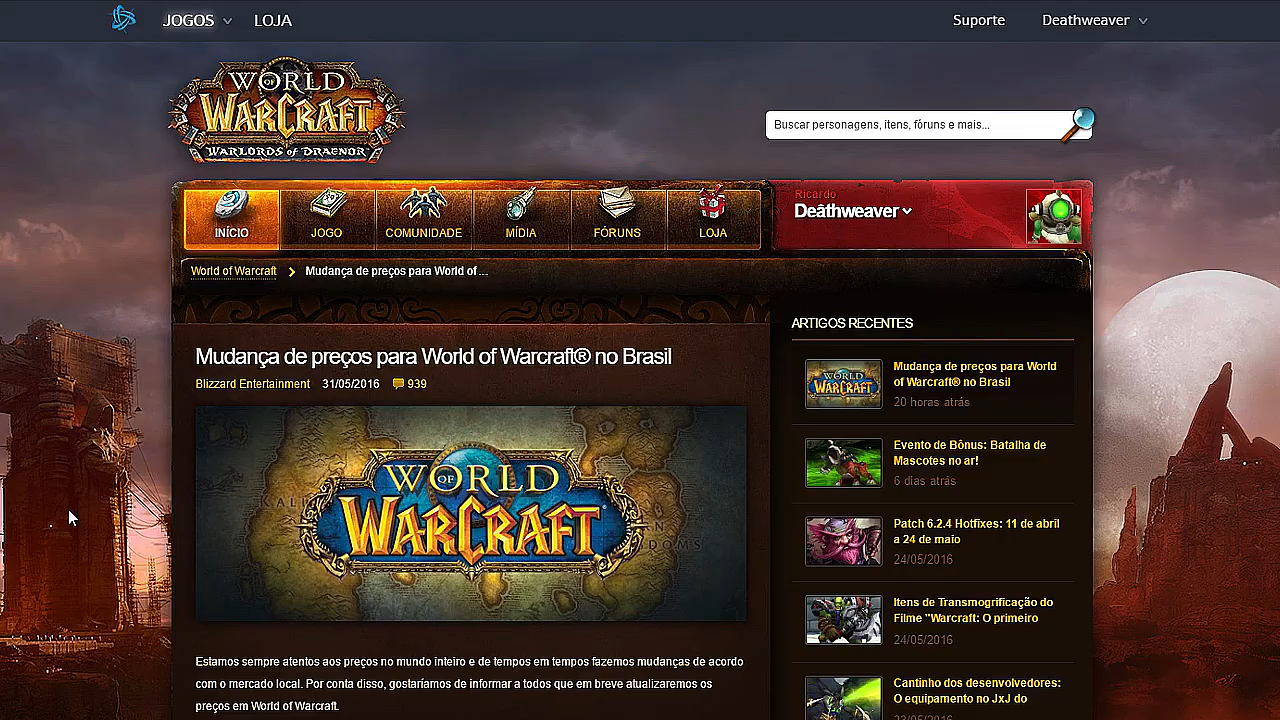 JOGOS
LOJA
Suporte
Deathweaver
WORLD
OF
WARCRAFT
WARLORDS OF DRAENOR
Buscar personagens, itens, fóruns e mais...
INÍCIO
JOGO
COMUNIDADE
MÍDIA
FÓRUNS
LOJA
Ricardo
Deâthweaver
World of Warcraft
Mudança de preços para World of ...
Mudança de preços para World of Warcraft® no Brasil
Blizzard Entertainment 31/05/2016 939
WORLD
OF
WARCRAFT
Estamos sempre atentos aos preços no mundo inteiro e de tempos em tempos fazemos mudanças de acordo
com o mercado local. Por conta disso, gostaríamos de informar a todos que em breve atualizaremos os
preços em World of Warcraft.
ARTIGOS RECENTES
WORLD
WARCRAFT
Mudança de preços para World
of Warcraft® no Brasil
20 horas atrás
Evento de Bônus: Batalha de
Mascotes no ar!
6 dias atrás
Patch 6.2.4 Hotfixes: 11 de abril
a 24 de maio
24/05/2016
Itens de Transmogrificação do
Filme "Warcraft: O primeiro
24/05/2016
Cantinho dos desenvolvedores:
O equipamento no JxJ do